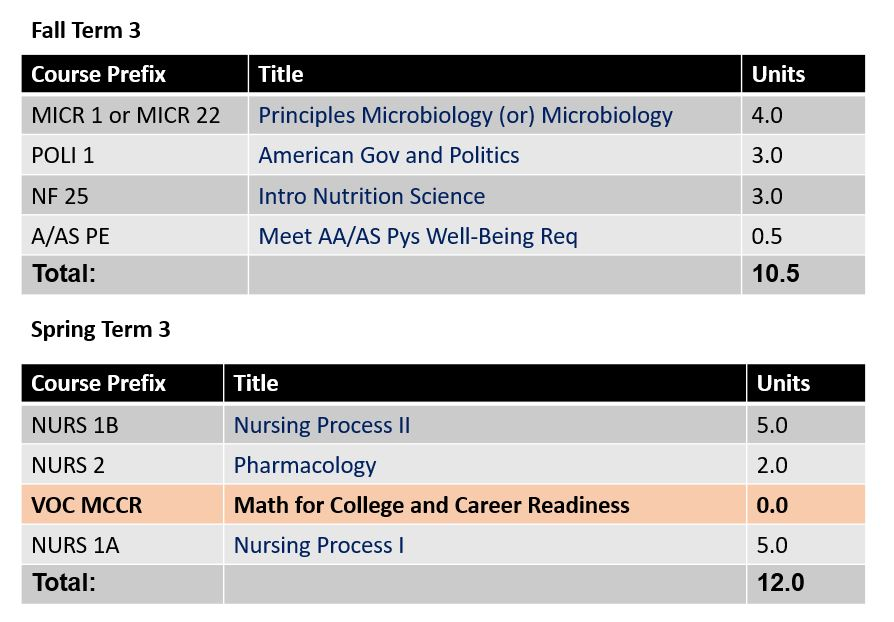 Fall Term 3
Course Prefix Title Units
MICR 1 or MICR 22 Principles Microbiology (or) Microbiology 4.0
POLI 1 American Gov and Politics 3.0
NF 25 Intro Nutrition Science 3.0
A/AS PE Meet AA/AS Pys Well-Being Req 0.5
Total: 10.5
Spring Term 3
Course Prefix Title Units
NURS 1B Nursing Process II 5.0
NURS 2 Pharmacology 2.0
VOC MCCR Math for College and Career Readiness 0.0
NURS 1A Nursing Process I 5.0
Total: 12.0